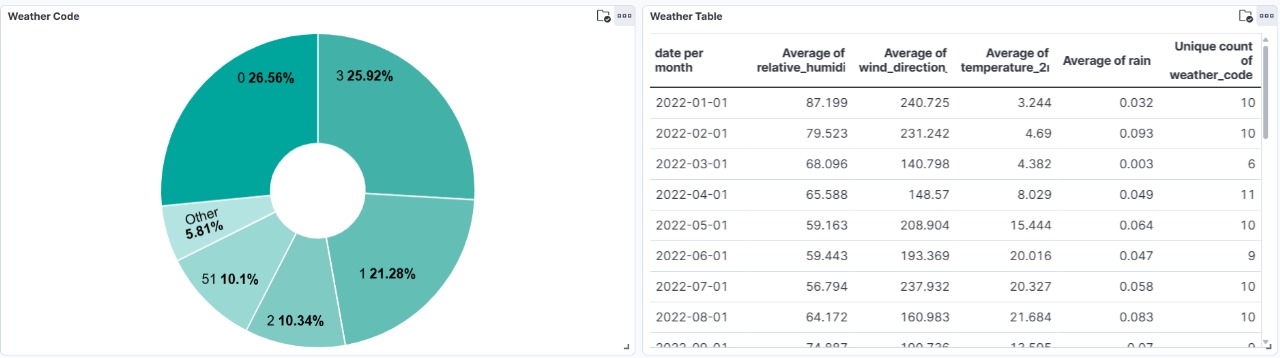 Weather Code
0 26.56%
3 25.92%
Other
5.81%
51 10.1%
2 10.34%
1 21.28%
Weather Table
date per month
Average of relative_humidi
Average of wind_direction_
Average of temperature_2
Average of rain
Unique count of weather_code
2022-01-01 87.199 240.725 3.244 0.032 10
2022-02-01 79.523 231.242 4.69 0.093 10
2022-03-01 68.096 140.798 4.382 0.003 6
2022-04-01 65.588 148.57 8.029 0.049 11
2022-05-01 59.163 208.904 15.444 0.064 10
2022-06-01 59.443 193.369 20.016 0.047 9
2022-07-01 56.794 237.932 20.327 0.058 10
2022-08-01 64.172 160.983 21.684 0.083 10